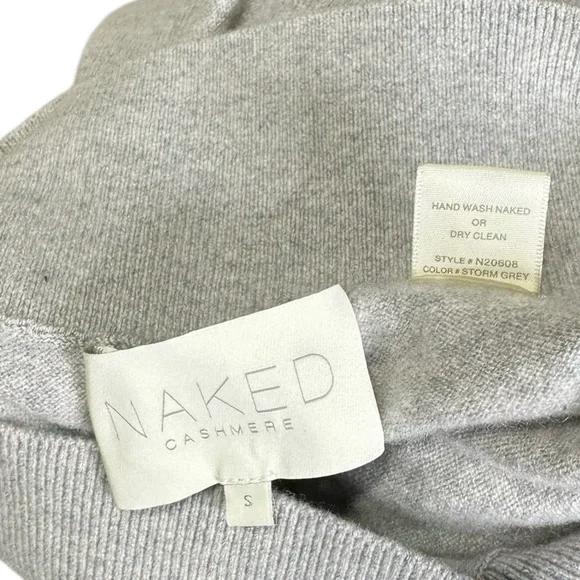 HAND WASH NAKED
OR
DRY CLEAN
STYLE # N20608
COLOR # STORM GREY
NAKED
CASHMERE
S